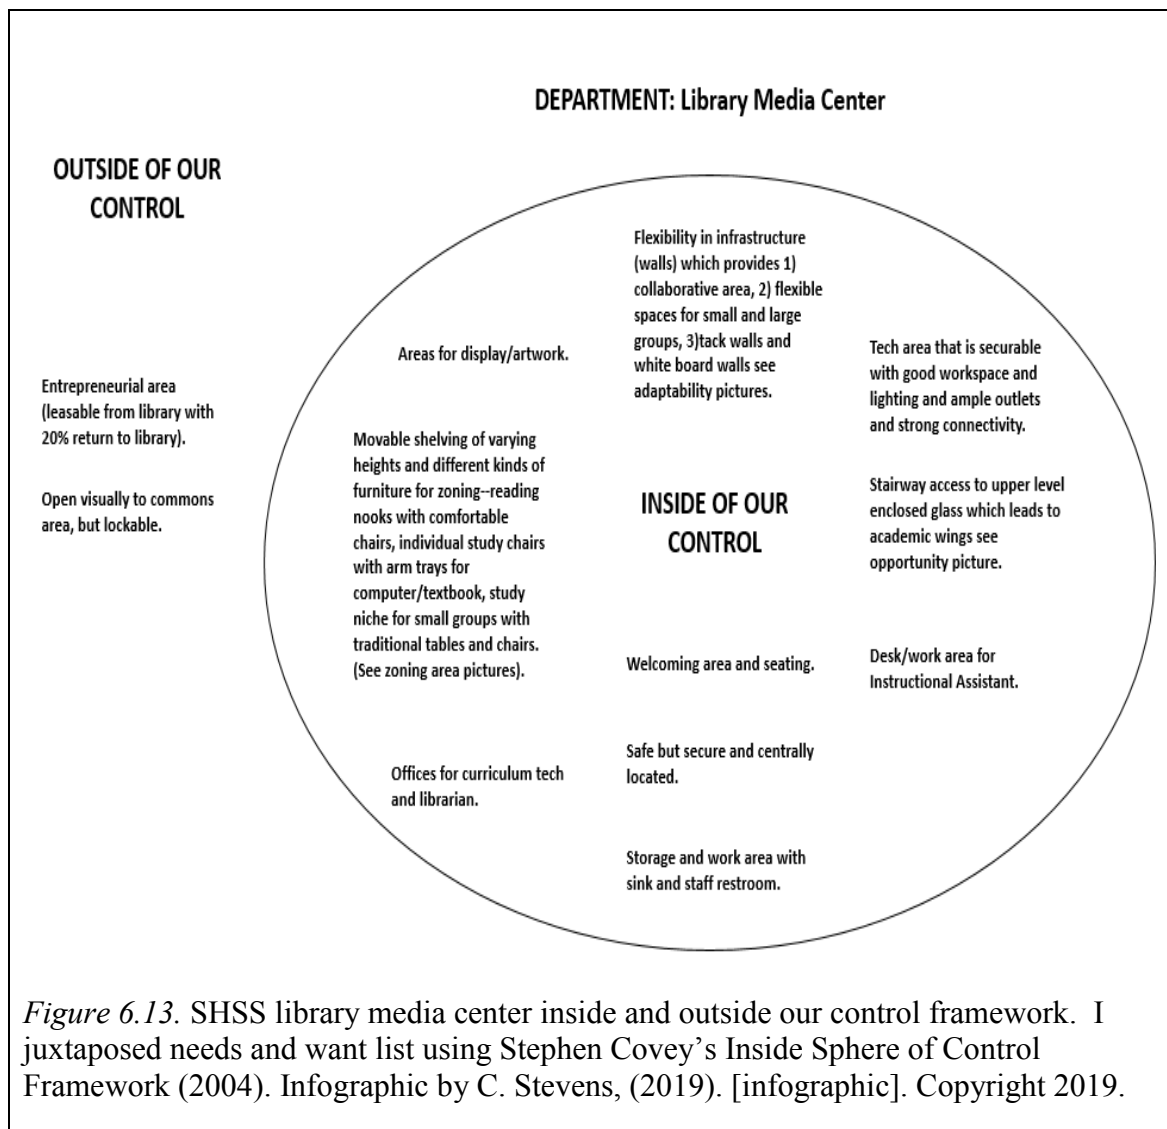 DEPARTMENT: Library Media Center
OUTSIDE OF OUR
CONTROL
Entrepreneurial area
(leasable from library with
20% return to library).
Open visually to commons
area, but lockable.
Areas for display/artwork.
Movable shelving of varying
heights and different kinds of
furniture for zoning--reading
nooks with comfortable
chairs, individual study chairs
with arm trays for
computer/textbook, study
niche for small groups with
traditional tables and chairs.
(See zoning area pictures).
Offices for curriculum tech
and librarian.
Flexibility in infrastructure
(walls) which provides 1)
collaborative area, 2) flexible
spaces for small and large
groups, 3)tack walls and
white board walls see
adaptability pictures.
INSIDE OF OUR
CONTROL
Welcoming area and seating.
Safe but secure and centrally
located.
Storage and work area with
sink and staff restroom.
Tech area that is securable
with good workspace and
lighting and ample outlets
and strong connectivity.
Stairway access to upper level
enclosed glass which leads to
academic wings see
opportunity picture.
Desk/work area for
Instructional Assistant.
Figure 6.13. SHSS library media center inside and outside our control framework.  I
juxtaposed needs and want list using Stephen Covey’s Inside Sphere of Control
Framework (2004). Infographic by C. Stevens, (2019). [infographic]. Copyright 2019.